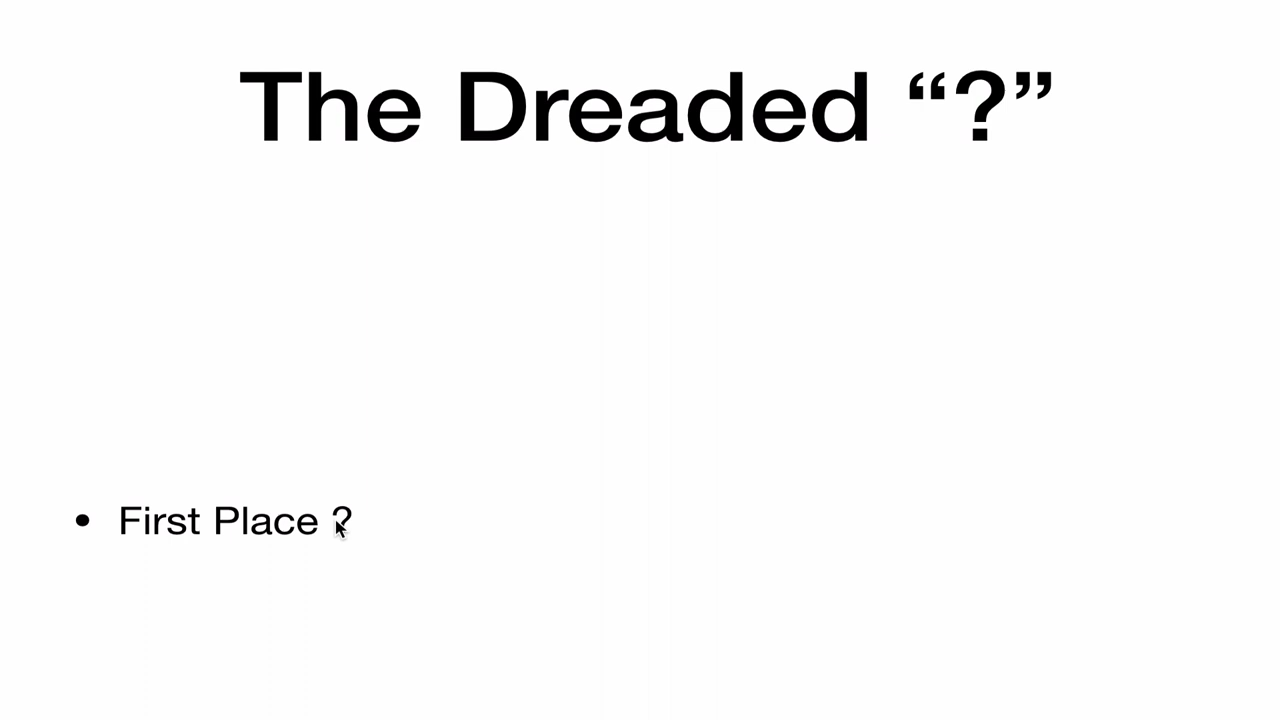 The Dreaded “?”
• First Place ?